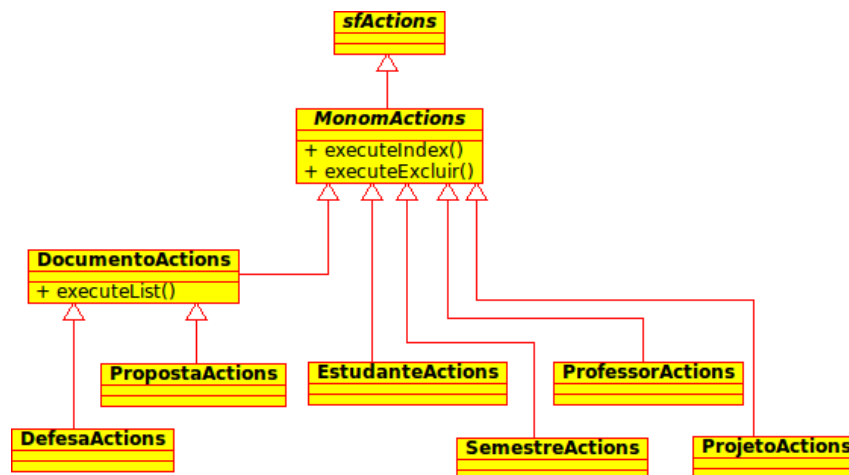 sfActions
MonomActions
+ executeIndex()
+ executeExcluir()
DocumentoActions
+ executeList()
PropostaActions
EstudanteActions
ProfessorActions
DefesaActions
SemestreActions
ProjetoActions